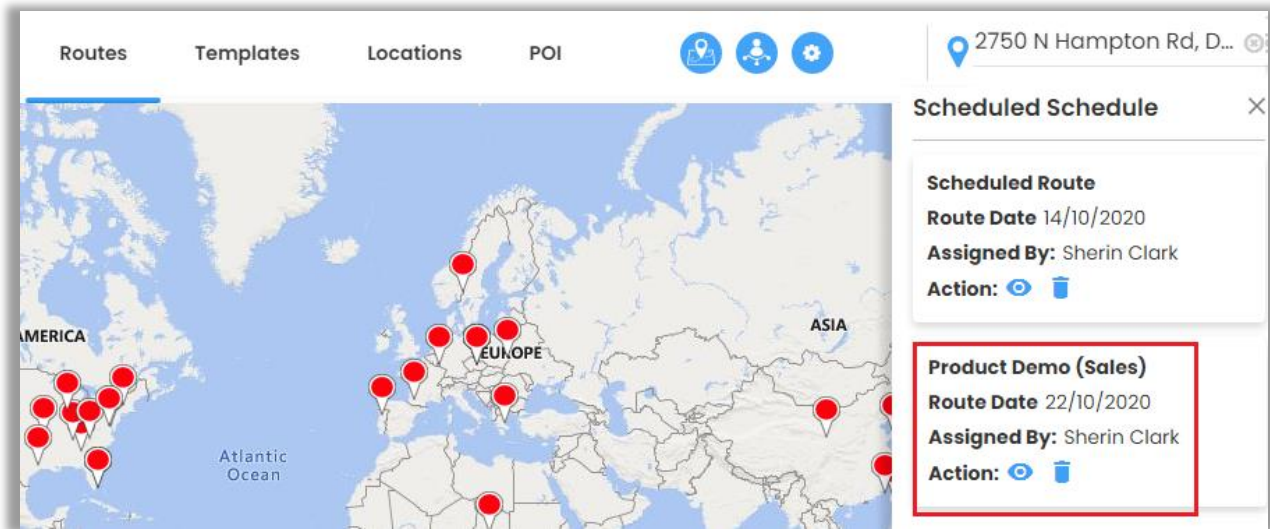 Routes Templates Locations POI
2750 N Hampton Rd, D...
Scheduled Schedule
Scheduled Route
Route Date 14/10/2020
Assigned By: Sherin Clark
Action:
Product Demo (Sales)
Route Date 22/10/2020
Assigned By: Sherin Clark
Action:
AMERICA
EUROPE
ASIA
Atlantic
Ocean